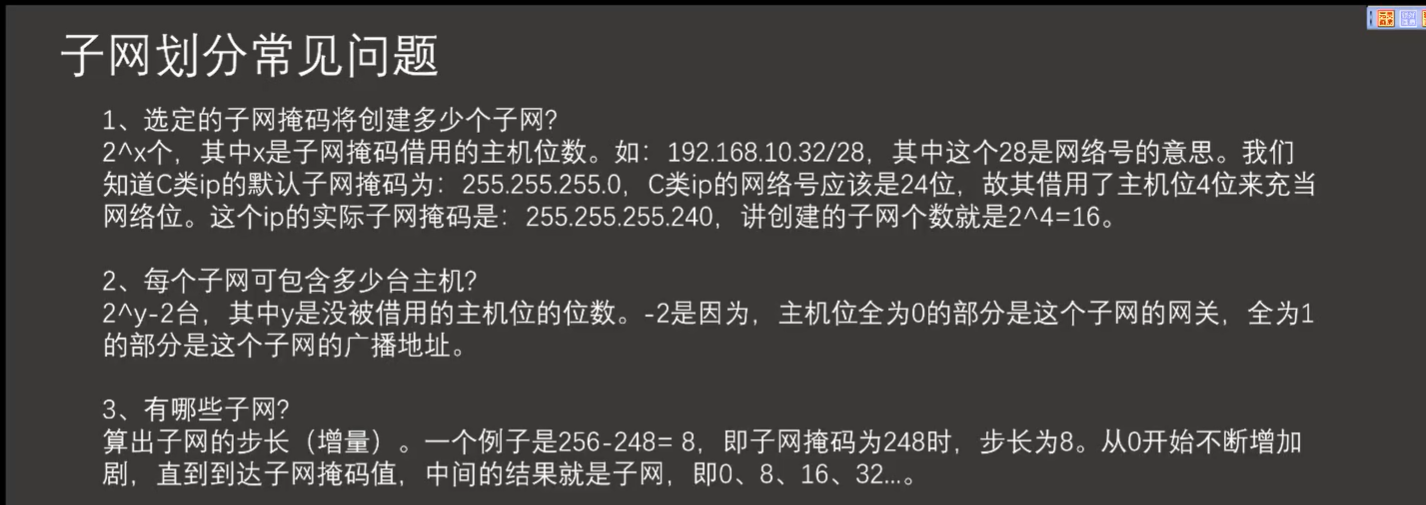 子网划分常见问题
1、选定的子网掩码将创建多少个子网?
2^x个，其中x是子网掩码借用的主机位数。如：192.168.10.32/28，其中这个28是网络号的意思。我们
知道C类ip的默认子网掩码为：255.255.255.0，C类ip的网络号应该是24位，故其借用了主机位4位来充当
网络位。这个ip的实际子网掩码是：255.255.255.240，讲创建的子网个数就是2^4=16。
2、每个子网可包含多少台主机?
2^y-2台，其中y是没被借用的主机位的位数。-2是因为，主机位全为0的部分是这个子网的网关，全为1
的部分是这个子网的广播地址。
3、有哪些子网?
算出子网的步长（增量）。一个例子是256-248= 8，即子网掩码为248时，步长为8。从0开始不断增加
剧，直到到达子网掩码值，中间的结果就是子网，即0、8、16、32...。